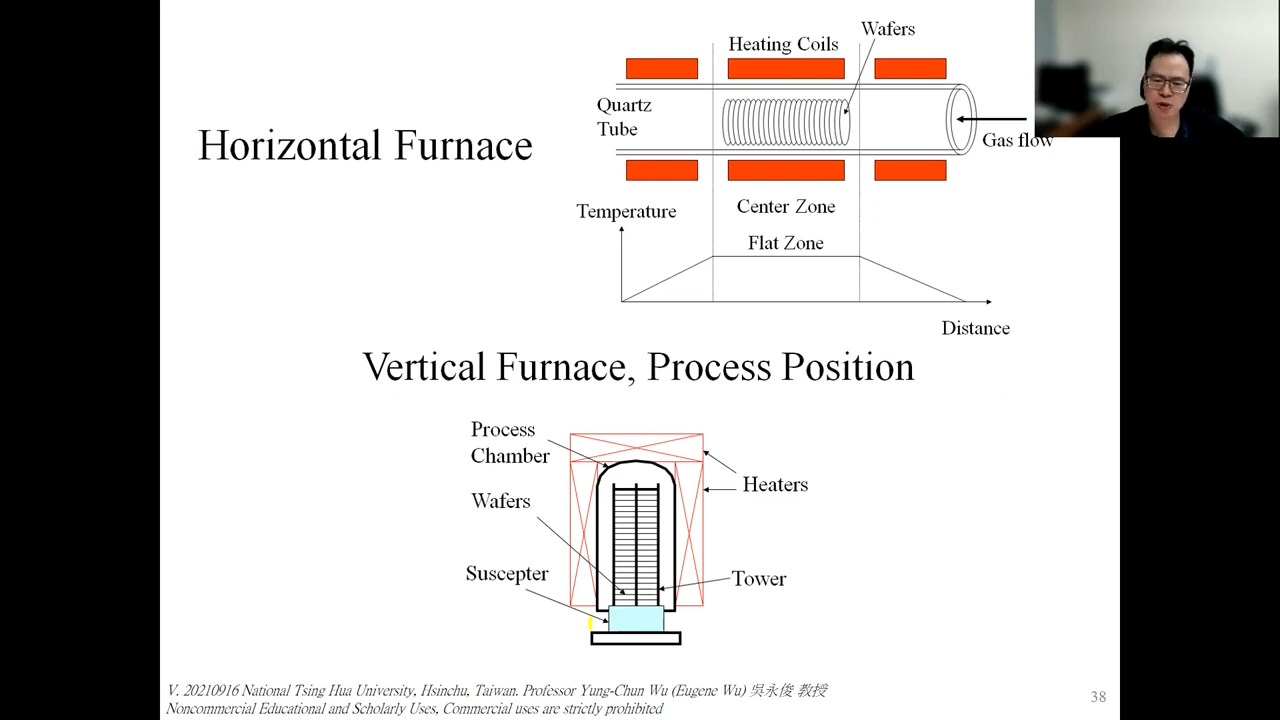 Wafers
Heating Coils
Quartz
Tube
Gas flow
Horizontal Furnace
Temperature
Center Zone
Flat Zone
Distance
Vertical Furnace, Process Position
Process
Chamber
Heaters
Wafers
Suscepter
Tower
V. 20210916 National Tsing Hua University, Hsinchu, Taiwan. Professor Yung-Chun Wu (Eugene Wu) 吳永俊 教授
Noncommercial Educational and Scholarly Uses, Commercial uses are strictly prohibited
38